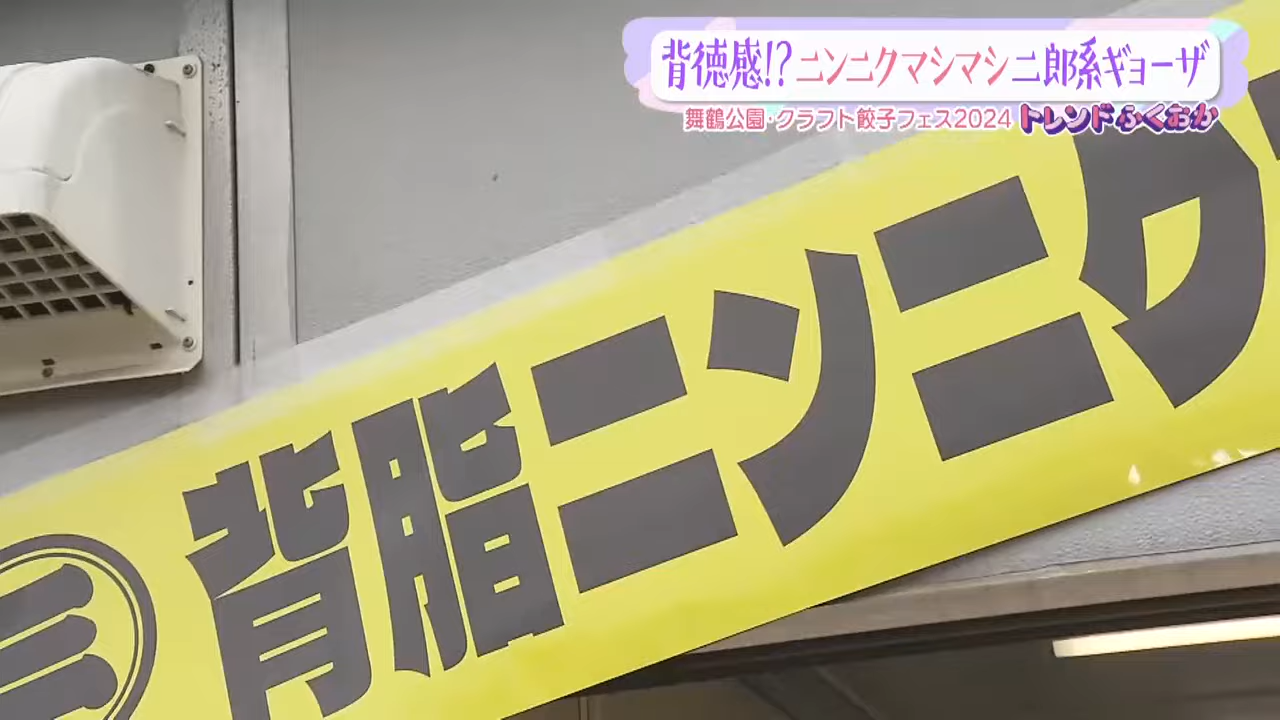 背徳感!?ニンニクマシマシ二郎系ギョーザ
舞鶴公園・クラフト餃子フェス2024 トレンドふくおか
背脂ニンニク